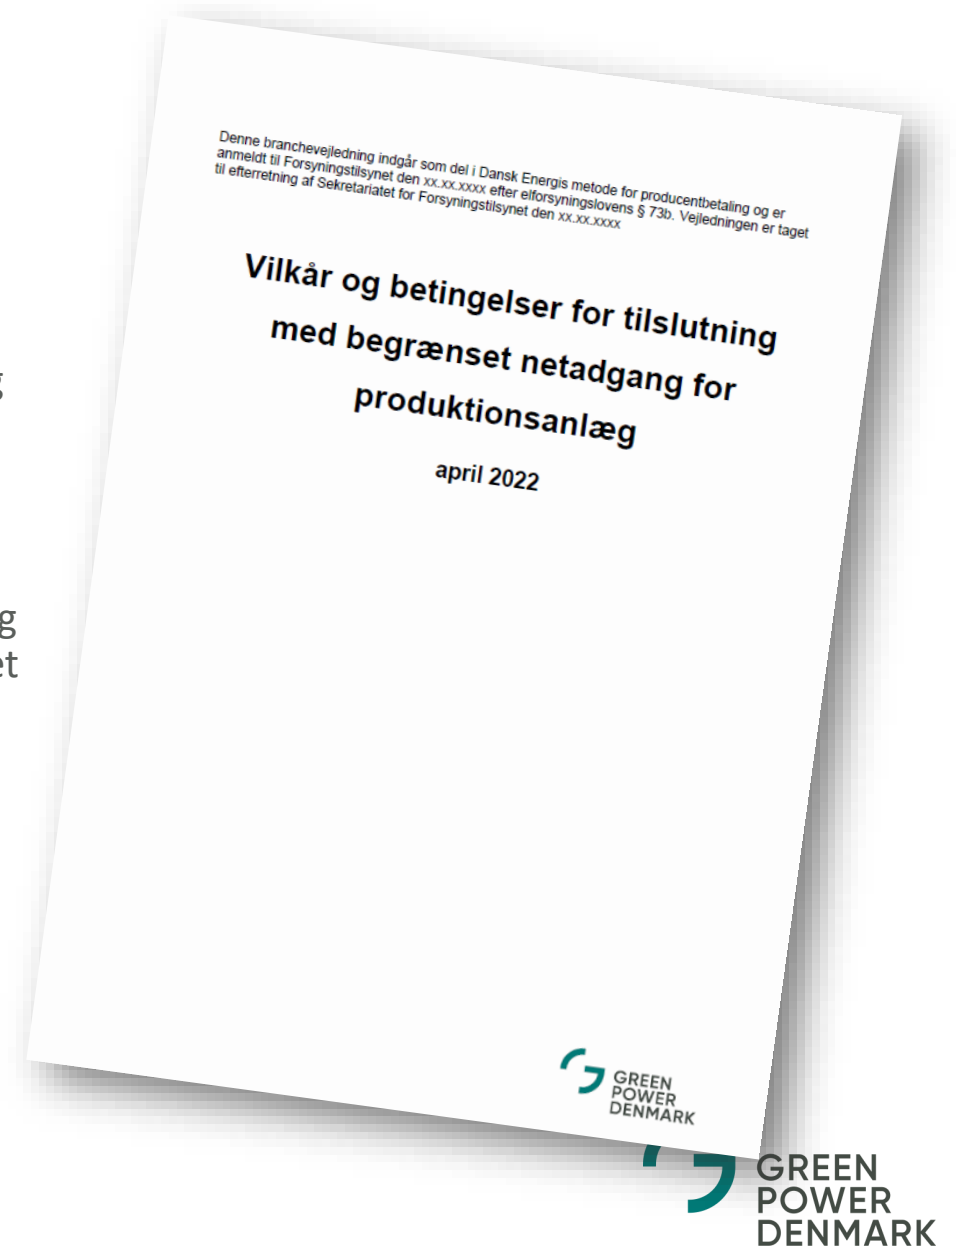 Denne branchevejledning indgår som del i Dansk Energis metode for producentbetaling og er
anmeldt til Forsyningstilsynet den xx.xx.xxxx efter elforsyningslovens § 73b. Vejledningen er taget
til efterretning af Sekretariatet for Forsyningstilsynet den xx.xx.xxxx
Vilkår og betingelser for tilslutning
med begrænset netadgang for
produktionsanlæg
april 2022
GREEN
POWER
DENMARK
GREEN
POWER
DENMARK